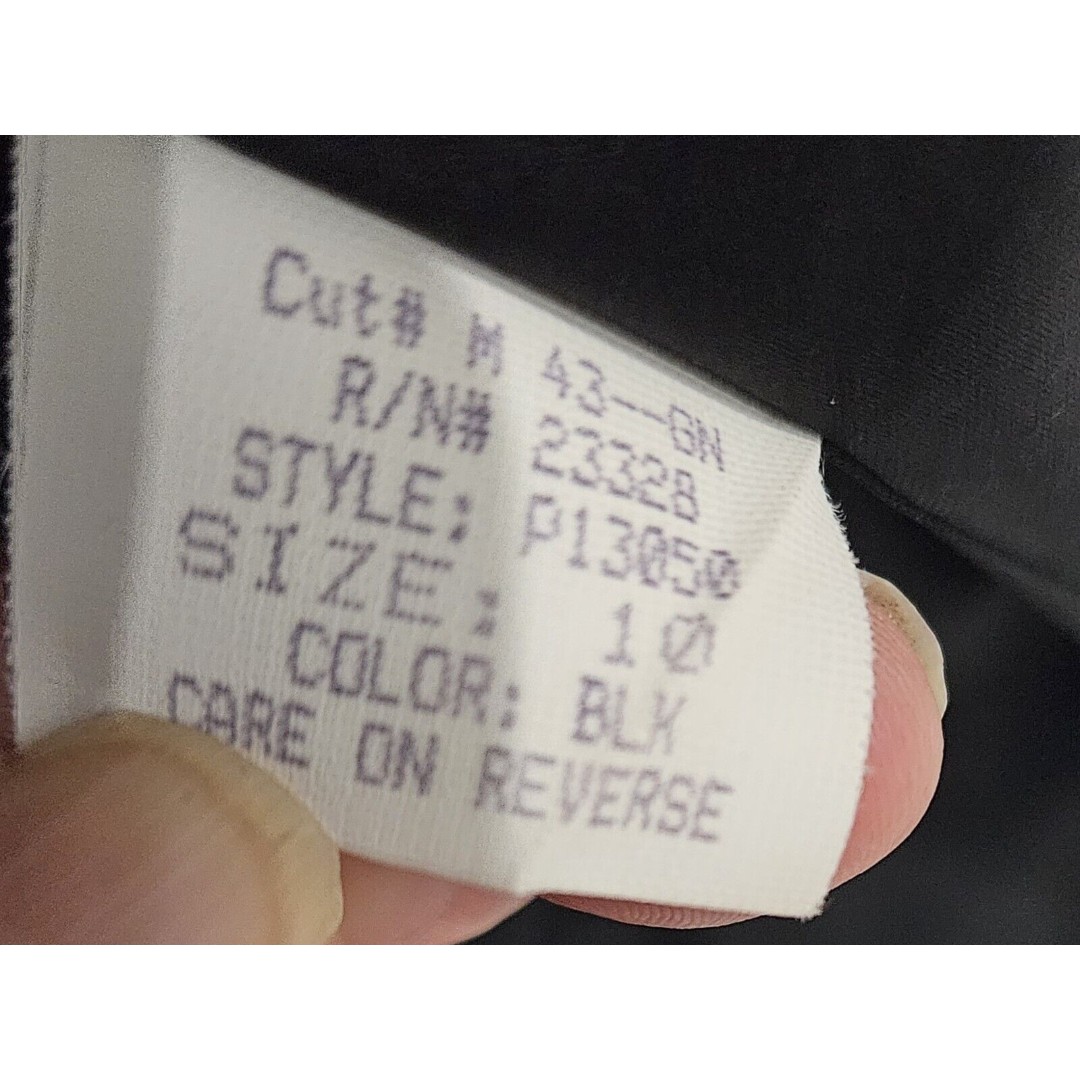 Cut# M 43--GN
R/N# 23328
STYLE: P13050
SIZE: 10
COLOR: BLK
CARE ON REVERSE